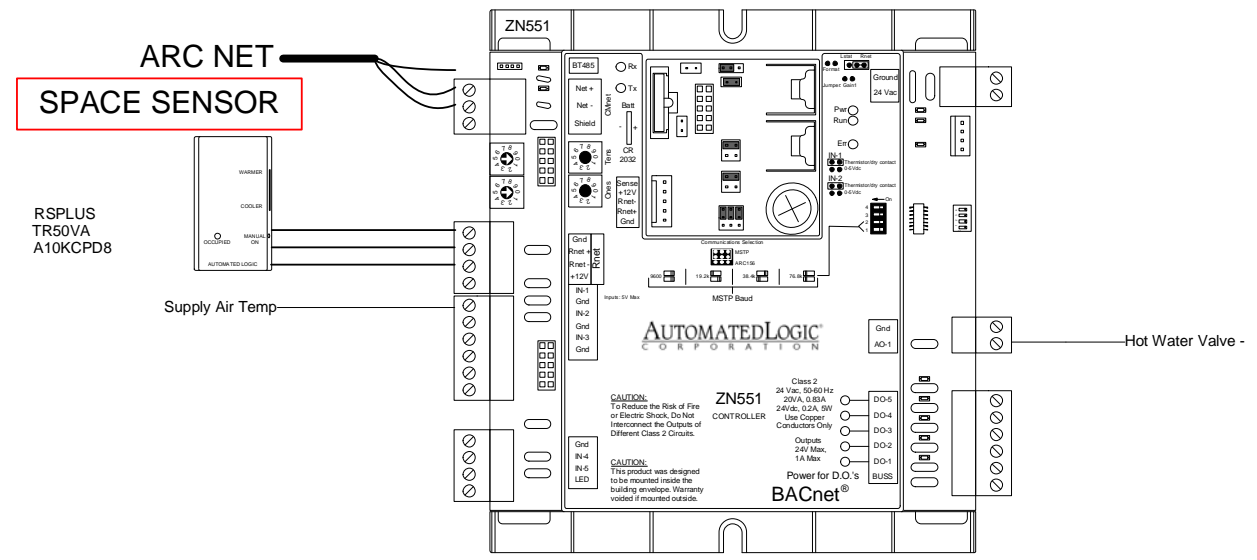 ZN551
ARC NET
SPACE SENSOR
WARMER
COOLER
OCCUPIED
MANUAL
ON
AUTOMATED LOGIC
RSPLUS
TR50VA
A10KCPD8
Supply Air Temp
BT485
Rx
Tx
Net +
Net -
Shield
CMnet
Batt
- +
CR
2032
Tens
Ones
Sense
+12V
Rnet-
Rnet+
Gnd
Format
Lstat Rnet
Jumper Gain1
Ground
24 Vac
Pwr
Run
Err
IN-1
Thermistor/dry contact
0-5Vdc
IN-2
Thermistor/dry contact
0-5Vdc
On
4
3
2
1
Gnd
Rnet +
Rnet -
+12V
Rnet
IN-1
Gnd
IN-2
Gnd
IN-3
Gnd
Inputs: 5V Max
Communications Selection
MSTP
ARC156
9600
19.2k
38.4k
76.8k
MSTP Baud
AUTOMATEDLOGIC
CORPORATION
Gnd
AO-1
Hot Water Valve -
CAUTION:
To Reduce the Risk of Fire
or Electric Shock, Do Not
Interconnect the Outputs of
Different Class 2 Circuits.
CAUTION:
This product was designed
to be mounted inside the
building envelope. Warranty
voided if mounted outside.
ZN551
CONTROLLER
Class 2
24 Vac, 50-60 Hz
20VA, 0.83A
24Vdc, 0.2A, 5W
Use Copper
Conductors Only
Outputs
24V Max,
1A Max
DO-5
DO-4
DO-3
DO-2
DO-1
Power for D.O.'s
BUSS
BACnet®
Gnd
IN-4
IN-5
LED